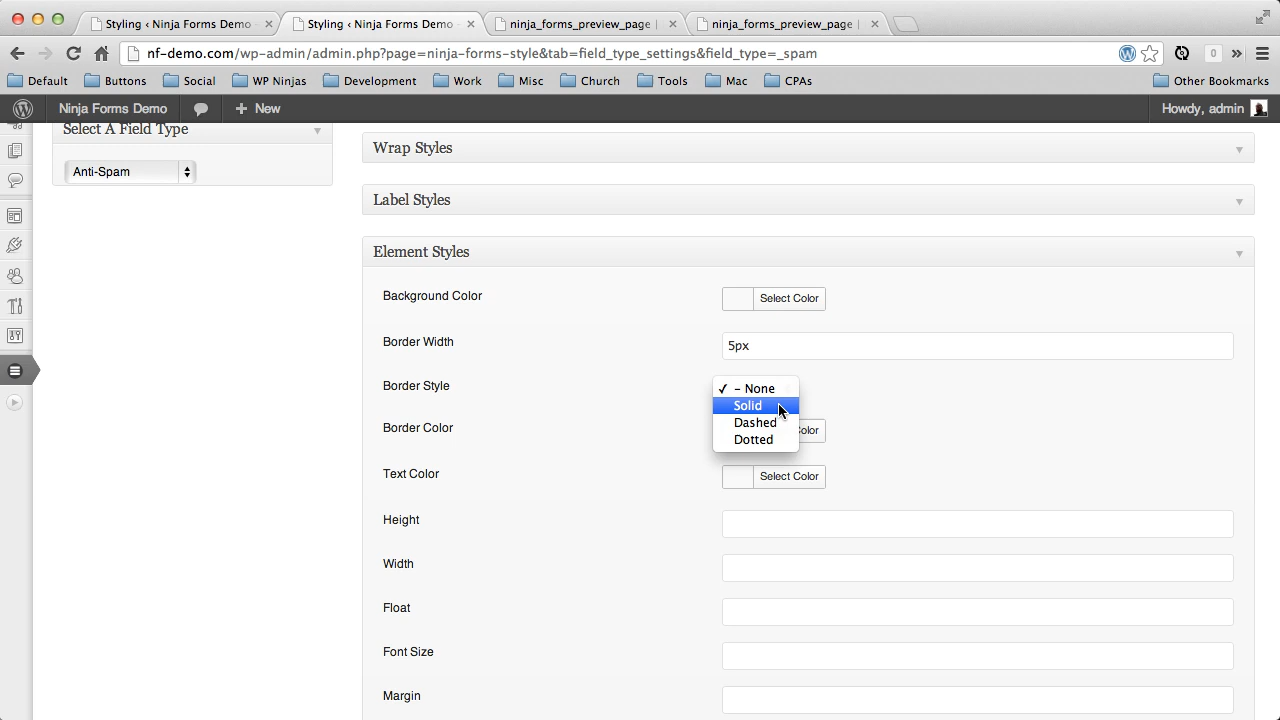 Styling ‹ Ninja Forms Demo
Styling ‹ Ninja Forms Demo
ninja_forms_preview_page |
ninja_forms_preview_page |
nf-demo.com/wp-admin/admin.php?page=ninja-forms-style&tab=field_type_settings&field_type=_spam
0
Default
Buttons
Social
WP Ninjas
Development
Work
Misc
Church
Tools
Mac
CPAs
Other Bookmarks
Ninja Forms Demo
+ New
Howdy, admin
Select A Field Type
Anti-Spam
Wrap Styles
Label Styles
Element Styles
Background Color
Select Color
Border Width
5px
Border Style
✓ – None
Solid
Dashed
Dotted
Border Color
olor
Text Color
Select Color
Height
Width
Float
Font Size
Margin